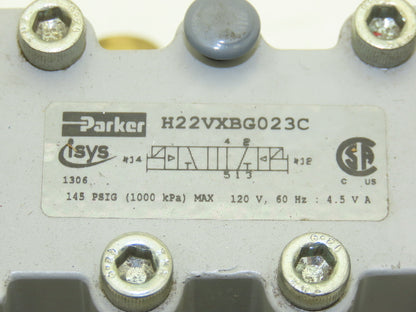 Parker H22VXBG023C
isys
4 2
#14 #12
5 1 3
1306
C US
145 PSIG (1000 kPa) MAX 120 V, 60 Hz : 4.5 V A